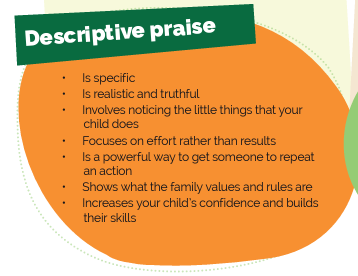 Descriptive praise
• Is specific
• Is realistic and truthful
• Involves noticing the little things that your
child does
• Focuses on effort rather than results
• Is a powerful way to get someone to repeat
an action
• Shows what the family values and rules are
• Increases your child's confidence and builds
their skills